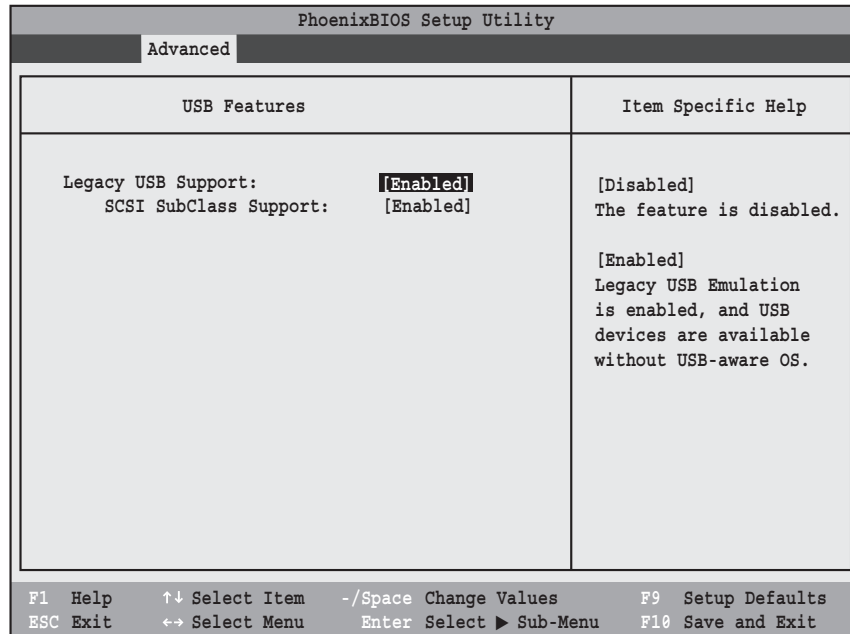 PhoenixBIOS Setup Utility
Advanced
USB Features
Item Specific Help
Legacy USB Support: [Enabled]
SCSI SubClass Support: [Enabled]
[Disabled]
The feature is disabled.
[Enabled]
Legacy USB Emulation
is enabled, and USB
devices are available
without USB-aware OS.
F1 Help ↑↓ Select Item -/Space Change Values F9 Setup Defaults
ESC Exit ←→ Select Menu Enter Select ▶ Sub-Menu F10 Save and Exit